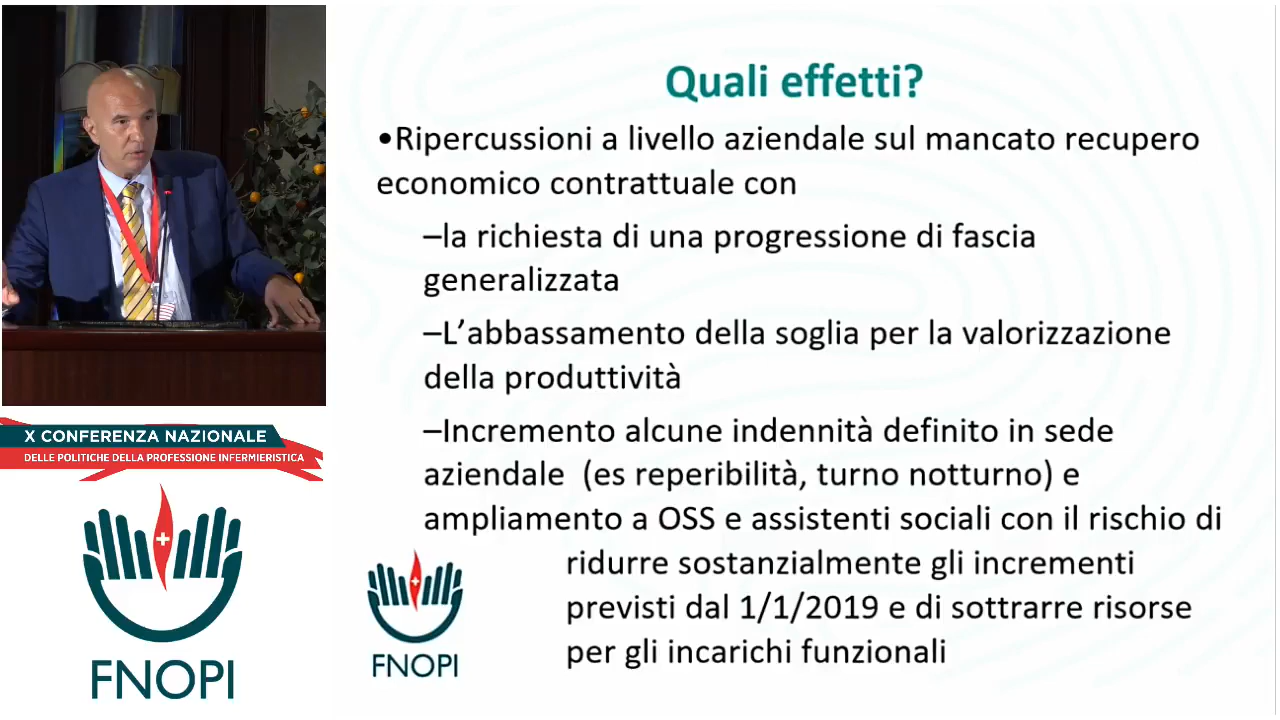 Quali effetti?
•Ripercussioni a livello aziendale sul mancato recupero
economico contrattuale con
–la richiesta di una progressione di fascia
generalizzata
–L’abbassamento della soglia per la valorizzazione
della produttività
–Incremento alcune indennità definito in sede
aziendale (es reperibilità, turno notturno) e
ampliamento a OSS e assistenti sociali con il rischio di
ridurre sostanzialmente gli incrementi
previsti dal 1/1/2019 e di sottrarre risorse
per gli incarichi funzionali
FNOPI
X CONFERENZA NAZIONALE
DELLE POLITICHE DELLA PROFESSIONE INFERMIERISTICA
FNOPI